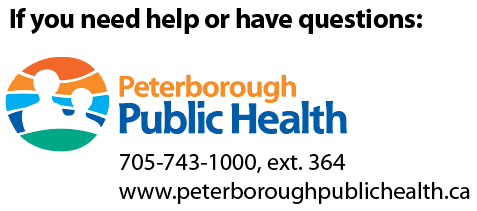 If you need help or have questions:
Peterborough
Public Health
705-743-1000, ext. 364
www.peterboroughpublichealth.ca